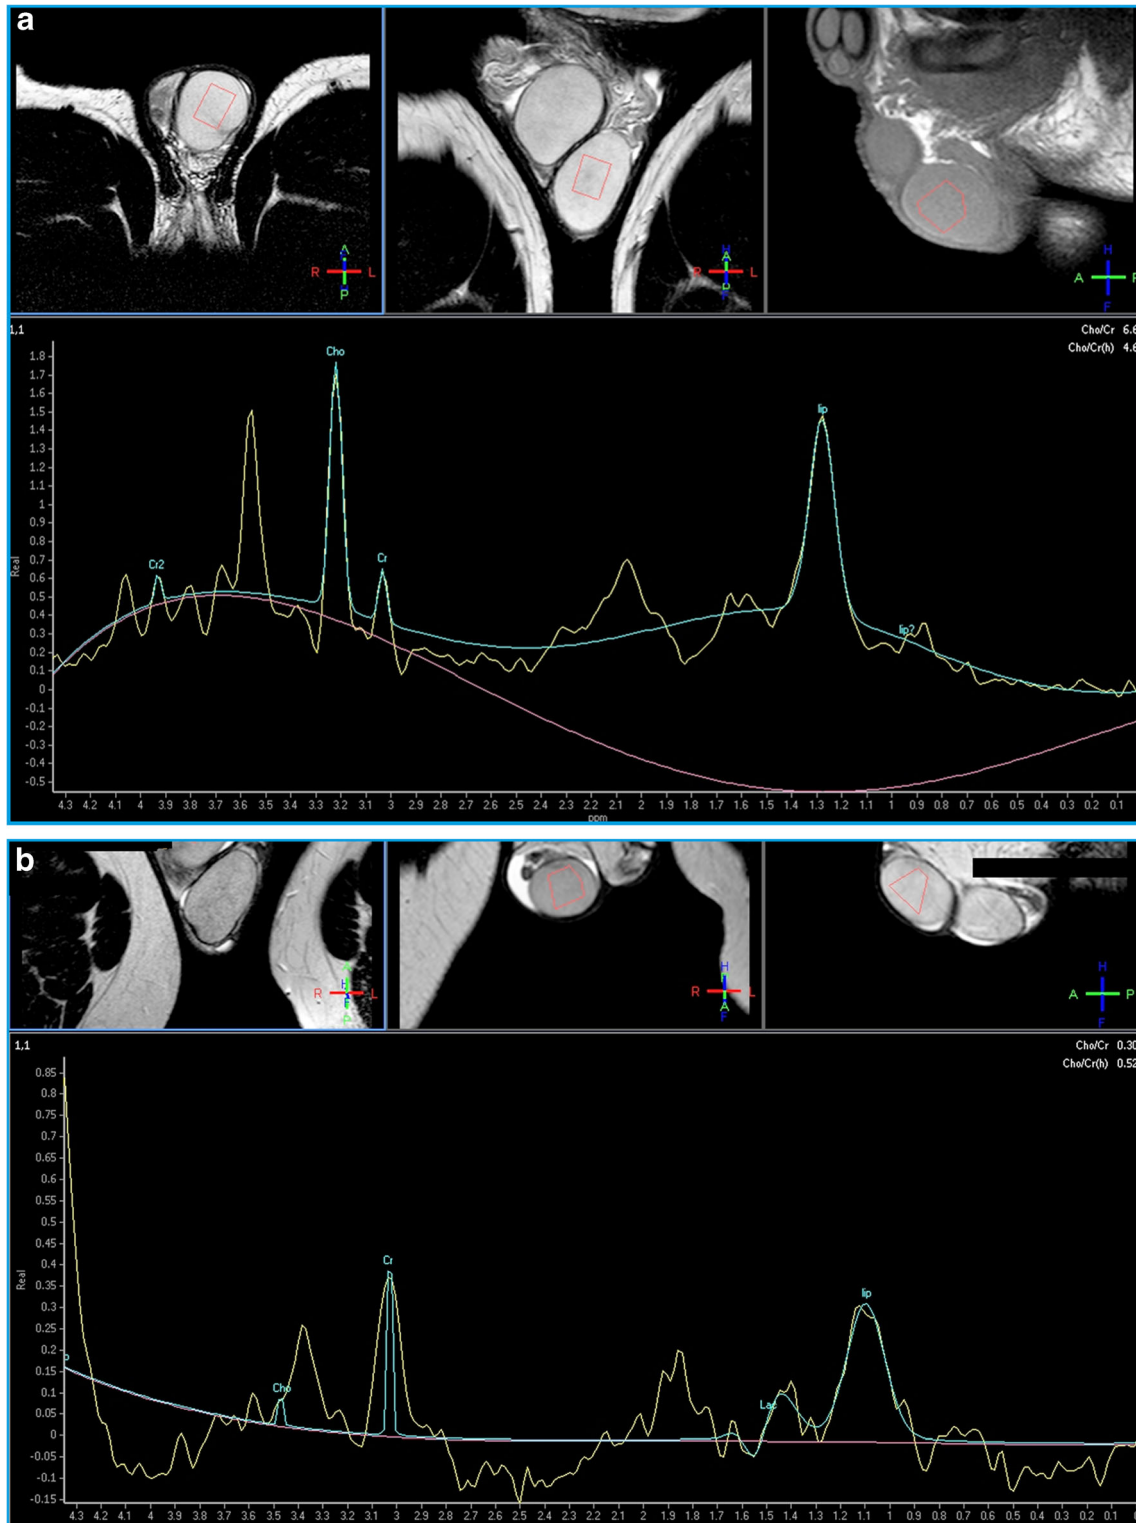 a
A
R L
P
H
A
R L
P
F
H
A P
F
1,1
Cho/Cr 6.6
Cho/Cr(h) 4.6
Cho
lip
Cr2
Cr
lip2
Real
1.8
1.7
1.6
1.5
1.4
1.3
1.2
1.1
1
0.9
0.8
0.7
0.6
0.5
0.4
0.3
0.2
0.1
0
-0.1
-0.2
-0.3
-0.4
-0.5
4.3 4.2 4.1 4 3.9 3.8 3.7 3.6 3.5 3.4 3.3 3.2 3.1 3 2.9 2.8 2.7 2.6 2.5 2.4 2.3 2.2 2.1 2 1.9 1.8 1.7 1.6 1.5 1.4 1.3 1.2 1.1 1 0.9 0.8 0.7 0.6 0.5 0.4 0.3 0.2 0.1
ppm
b
H
R L
F
H
R L
A
F
H
A P
F
1,1
Cho/Cr 0.30
Cho/Cr(h) 0.52
Cr
lip
Cho
Lac
Real
0.85
0.8
0.75
0.7
0.65
0.6
0.55
0.5
0.45
0.4
0.35
0.3
0.25
0.2
0.15
0.1
0.05
0
-0.05
-0.1
-0.15
4.3 4.2 4.1 4 3.9 3.8 3.7 3.6 3.5 3.4 3.3 3.2 3.1 3 2.9 2.8 2.7 2.6 2.5 2.4 2.3 2.2 2.1 2 1.9 1.8 1.7 1.6 1.5 1.4 1.3 1.2 1.1 1 0.9 0.8 0.7 0.6 0.5 0.4 0.3 0.2 0.1